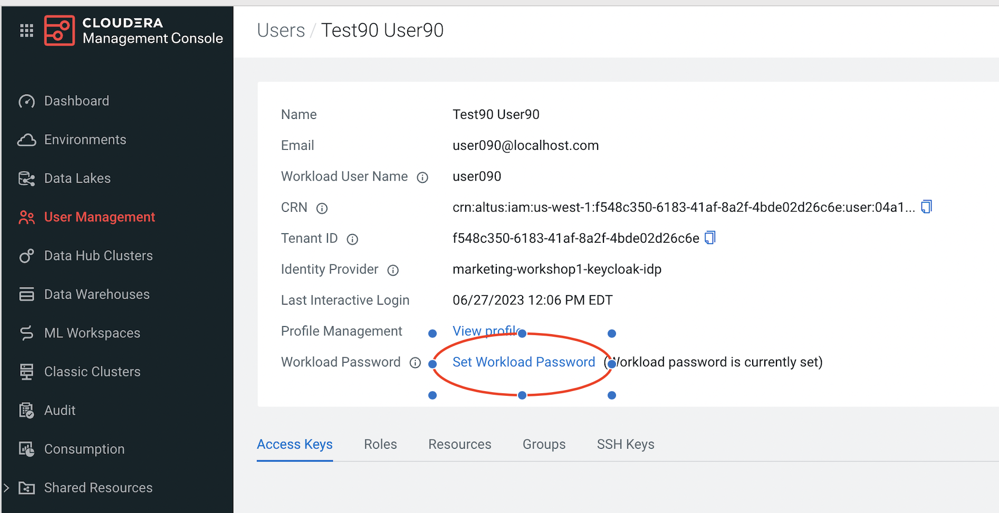 CLOUDERA
Management Console
Users / Test90 User90
Dashboard
Environments
Data Lakes
User Management
Data Hub Clusters
Data Warehouses
ML Workspaces
Classic Clusters
Audit
Consumption
Shared Resources
Name Test90 User90
Email user090@localhost.com
Workload User Name user090
CRN crn:altus:iam:us-west-1:f548c350-6183-41af-8a2f-4bde02d26c6e:user:04a1...
Tenant ID f548c350-6183-41af-8a2f-4bde02d26c6e
Identity Provider marketing-workshop1-keycloak-idp
Last Interactive Login 06/27/2023 12:06 PM EDT
Profile Management View profile
Workload Password Set Workload Password (Workload password is currently set)
Access Keys Roles Resources Groups SSH Keys